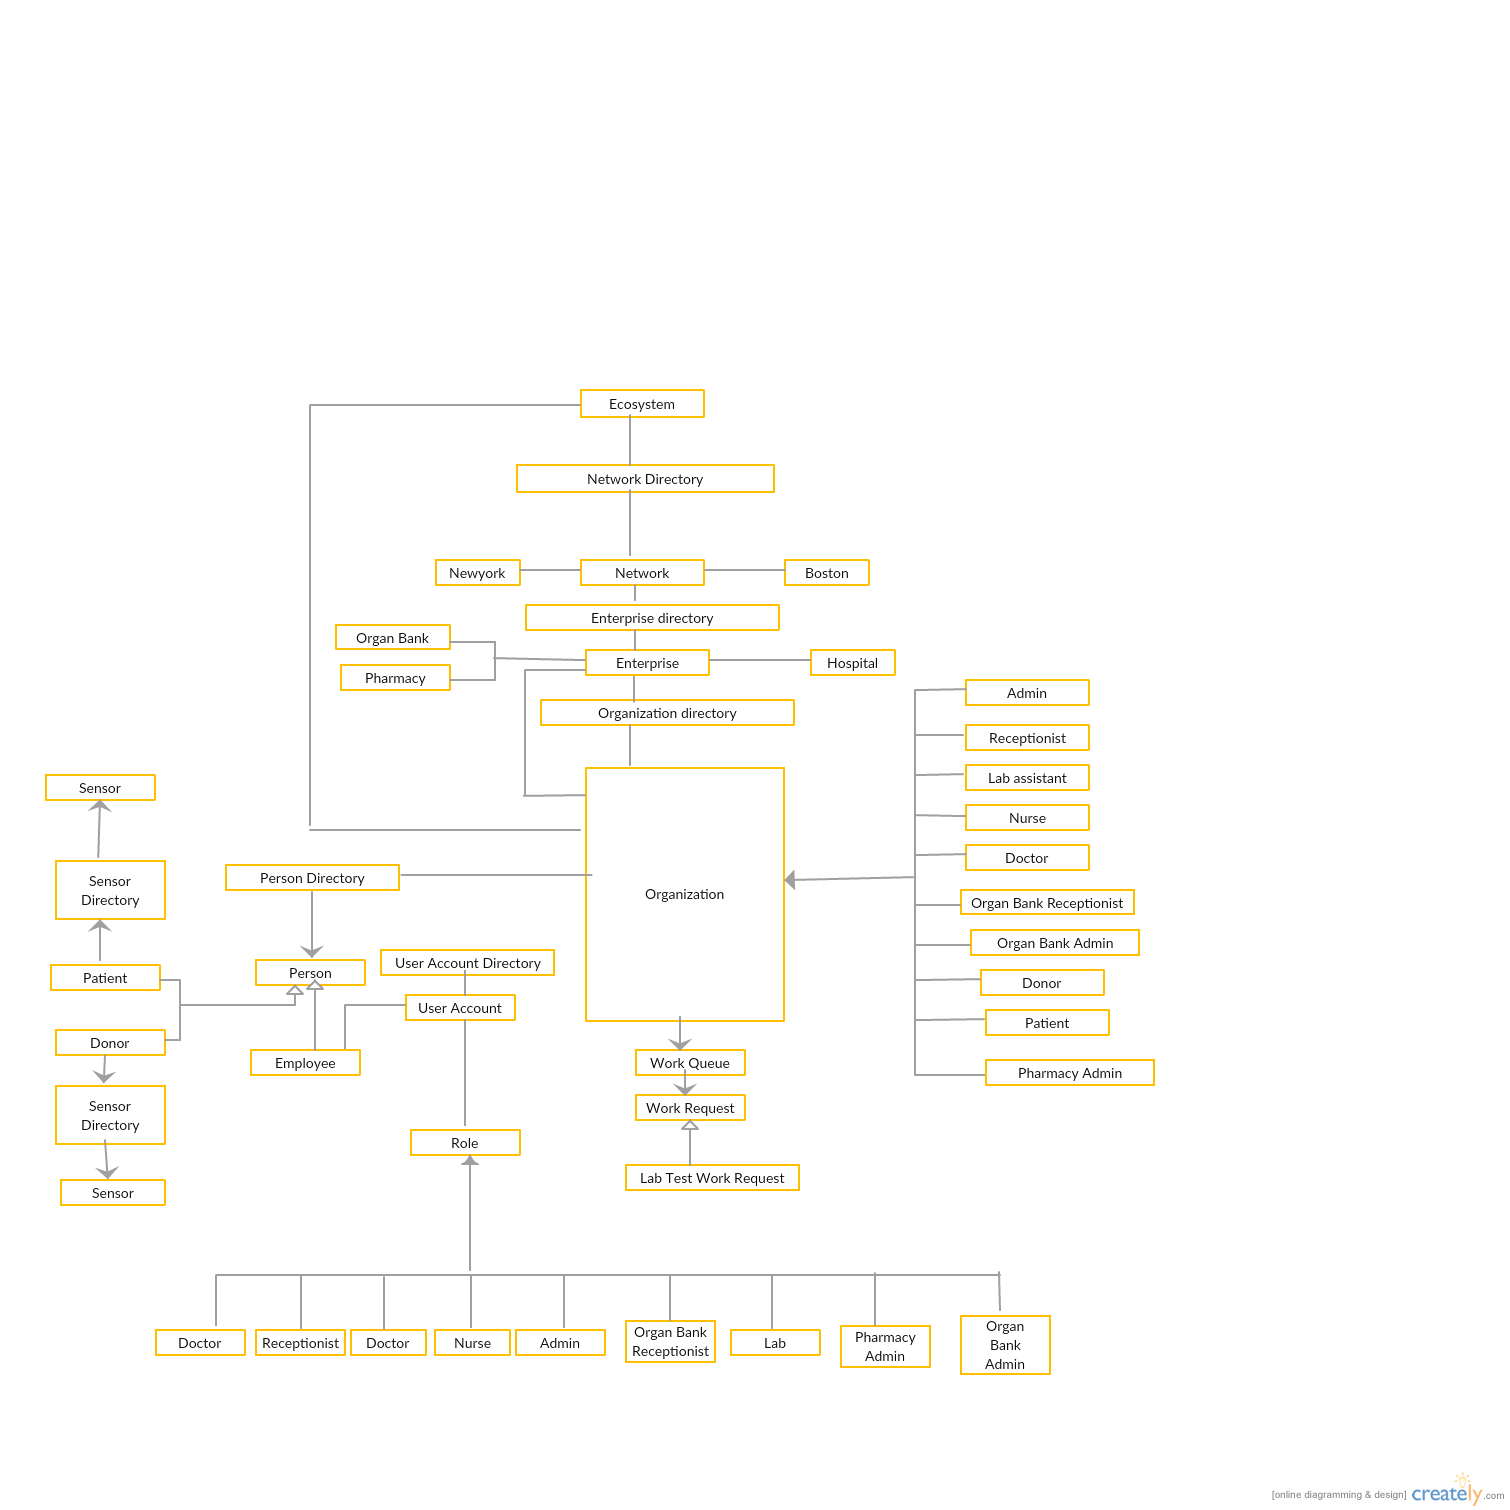 Ecosystem
Network Directory
Newyork
Network
Boston
Enterprise directory
Organ Bank
Enterprise
Hospital
Pharmacy
Organization directory
Admin
Receptionist
Lab assistant
Nurse
Doctor
Organ Bank Receptionist
Organ Bank Admin
Donor
Patient
Pharmacy Admin
Organization
Sensor
Sensor
Directory
Patient
Donor
Sensor
Directory
Sensor
Person Directory
Person
User Account Directory
User Account
Employee
Work Queue
Work Request
Lab Test Work Request
Role
Doctor
Receptionist
Doctor
Nurse
Admin
Organ Bank
Receptionist
Lab
Pharmacy
Admin
Organ
Bank
Admin
[online diagramming & design] creately.com